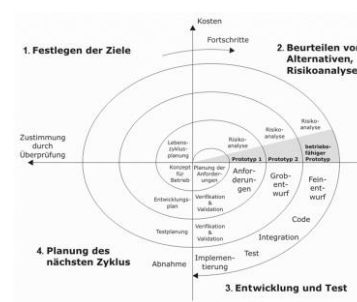 Kosten
Fortschritte
1. Festlegen der Ziele
2. Beurteilen von
Alternativen,
Risikoanalyse
Risiko-
analyse
Risiko-
analyse
Risiko-
analyse
Zustimmung
durch
Überprüfung
Lebens-
zyklus-
planung
Konzept
für
Betrieb
Planung der
Anforder-
ungen
Prototyp 1
Prototyp 2
betriebs-
fähiger
Prototyp
Anfor-
derun-
gen
Grob-
ent-
wurf
Fein-
ent-
wurf
Entwicklungs-
plan
Verifikation
&
Validation
Testplanung
Verifikation
&
Validation
Code
Integration
Test
Implemen-
tierung
Abnahme
4. Planung des
nächsten Zyklus
3. Entwicklung und Test